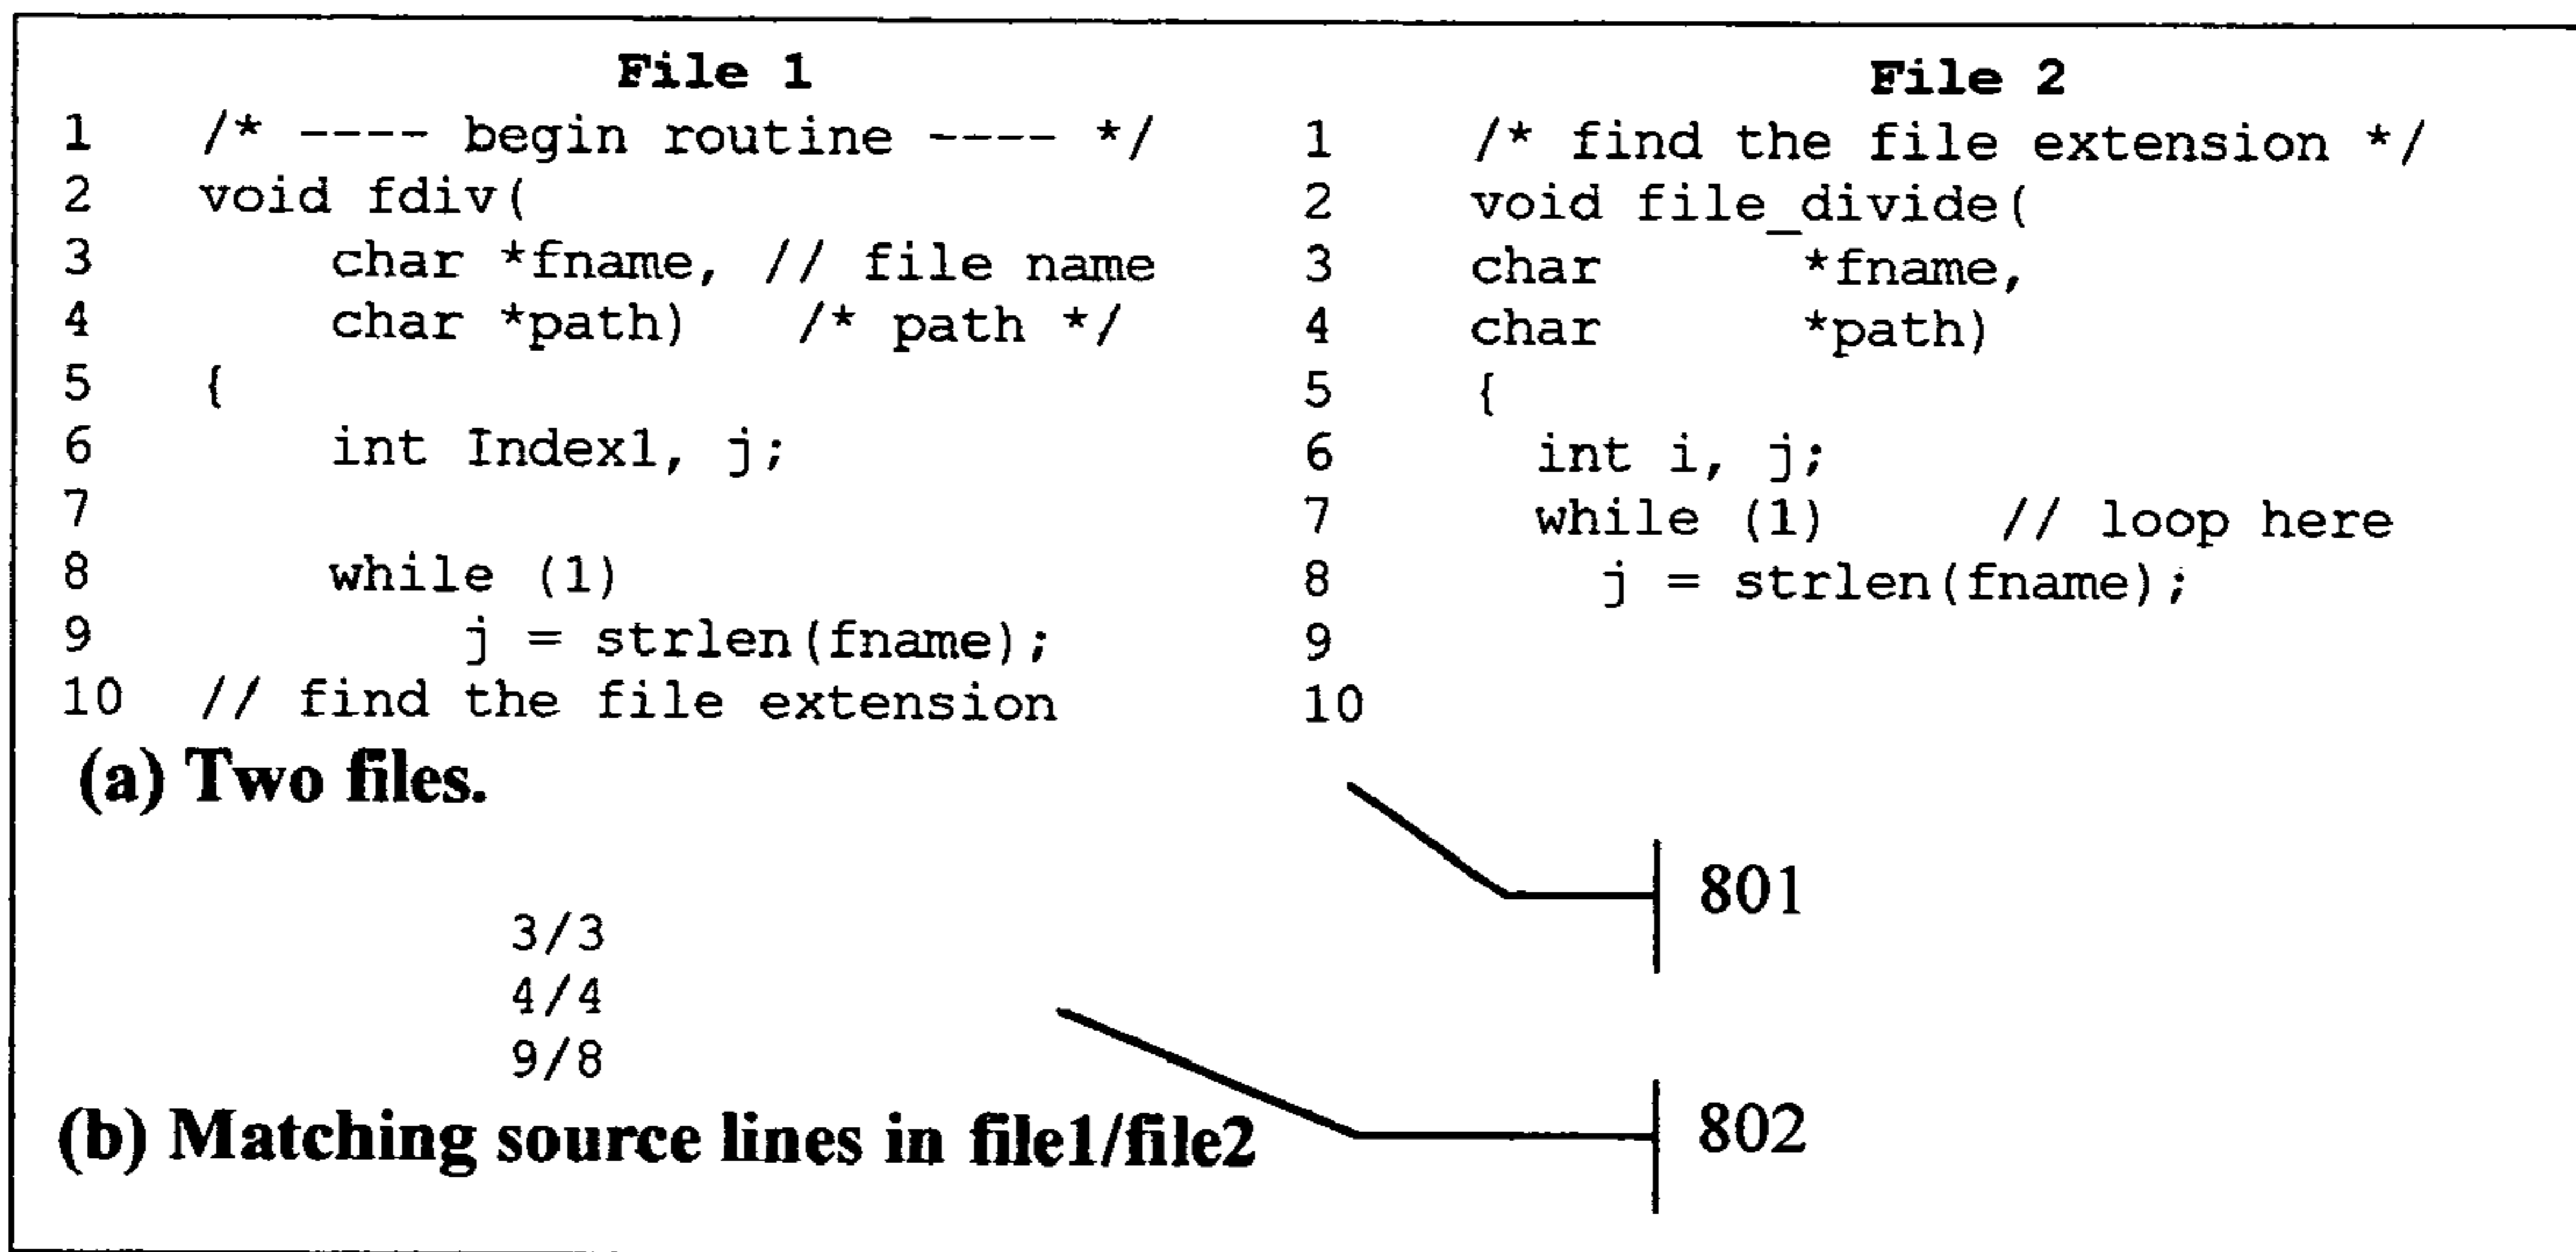 File 1
1 /* ---- begin routine ---- */
2 void fdiv(
3 char *fname, // file name
4 char *path) /* path */
5 {
6 int Index1, j;
7
8 while (1)
9 j = strlen(fname);
10 // find the file extension
File 2
1 /* find the file extension */
2 void file_divide(
3 char *fname,
4 char *path)
5 {
6 int i, j;
7 while (1) // loop here
8 j = strlen(fname);
9
10
(a) Two files.
801
3/3
4/4
9/8
802
(b) Matching source lines in file1/file2